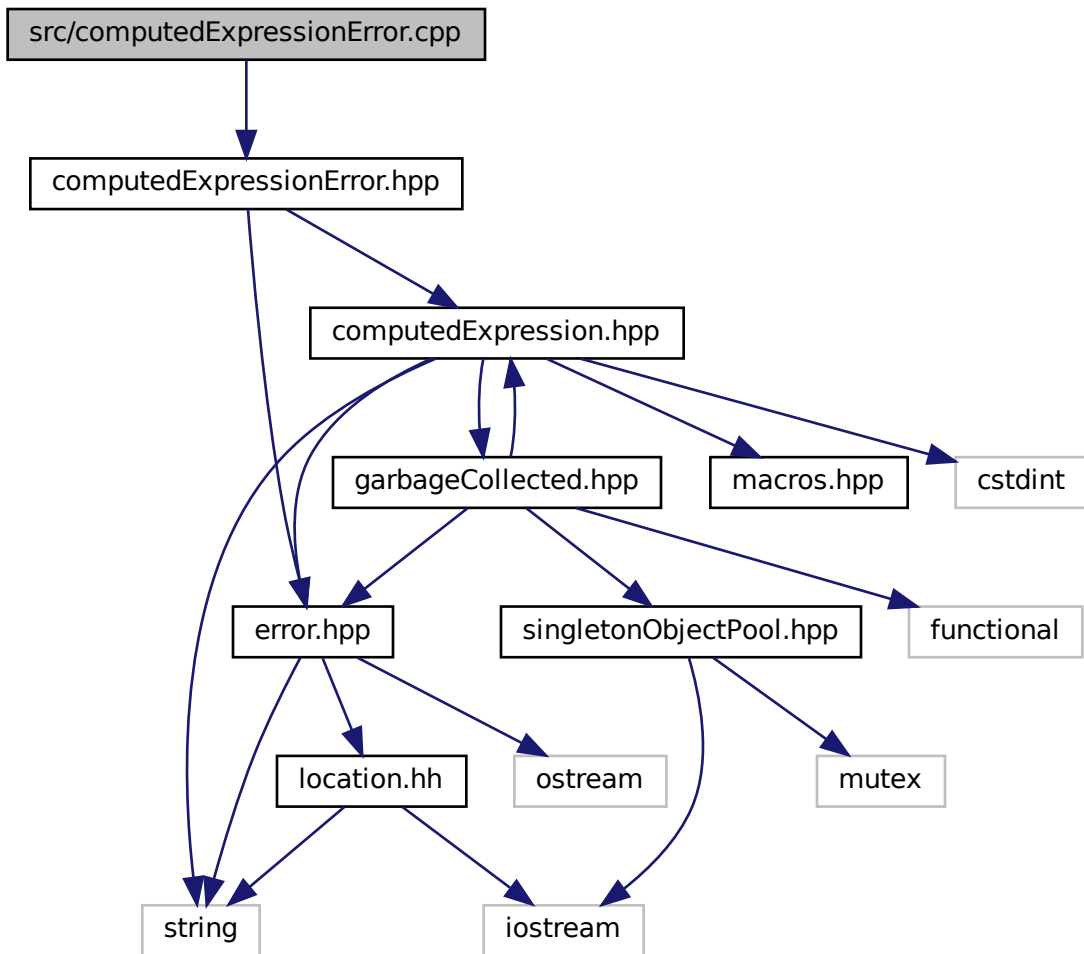 src/computedExpressionError.cpp
computedExpressionError.hpp
computedExpression.hpp
garbageCollected.hpp
macros.hpp
cstdint
error.hpp
singletonObjectPool.hpp
functional
location.hh
ostream
mutex
string
iostream